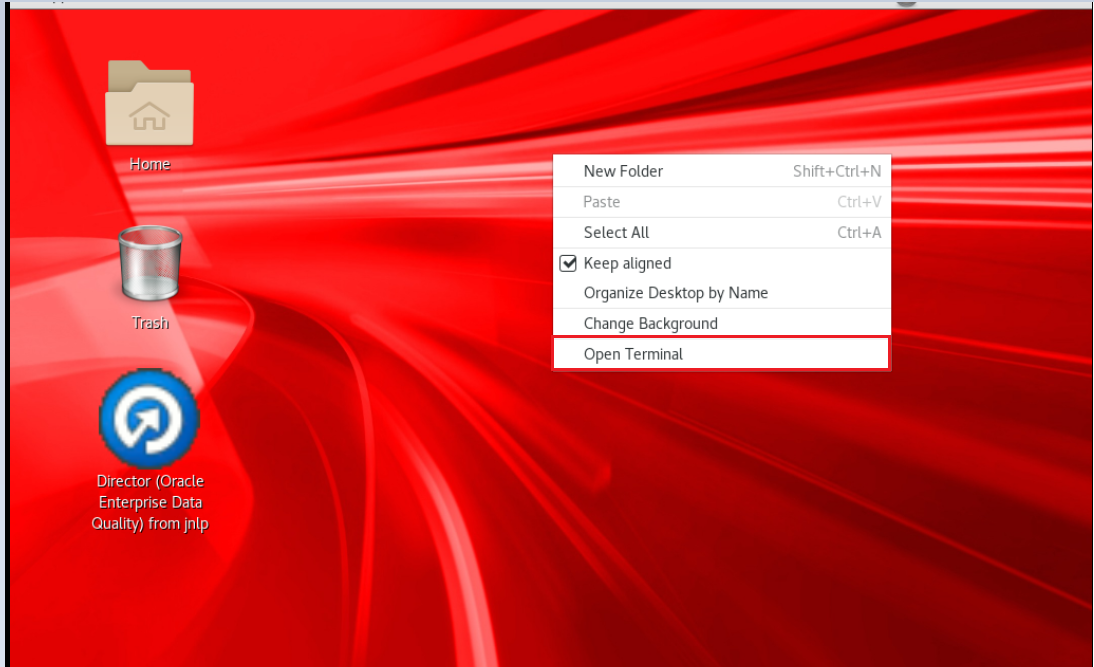 Home
Trash
Director (Oracle
Enterprise Data
Quality) from jnlp
New Folder Shift+Ctrl+N
Paste Ctrl+V
Select All Ctrl+A
Keep aligned
Organize Desktop by Name
Change Background
Open Terminal